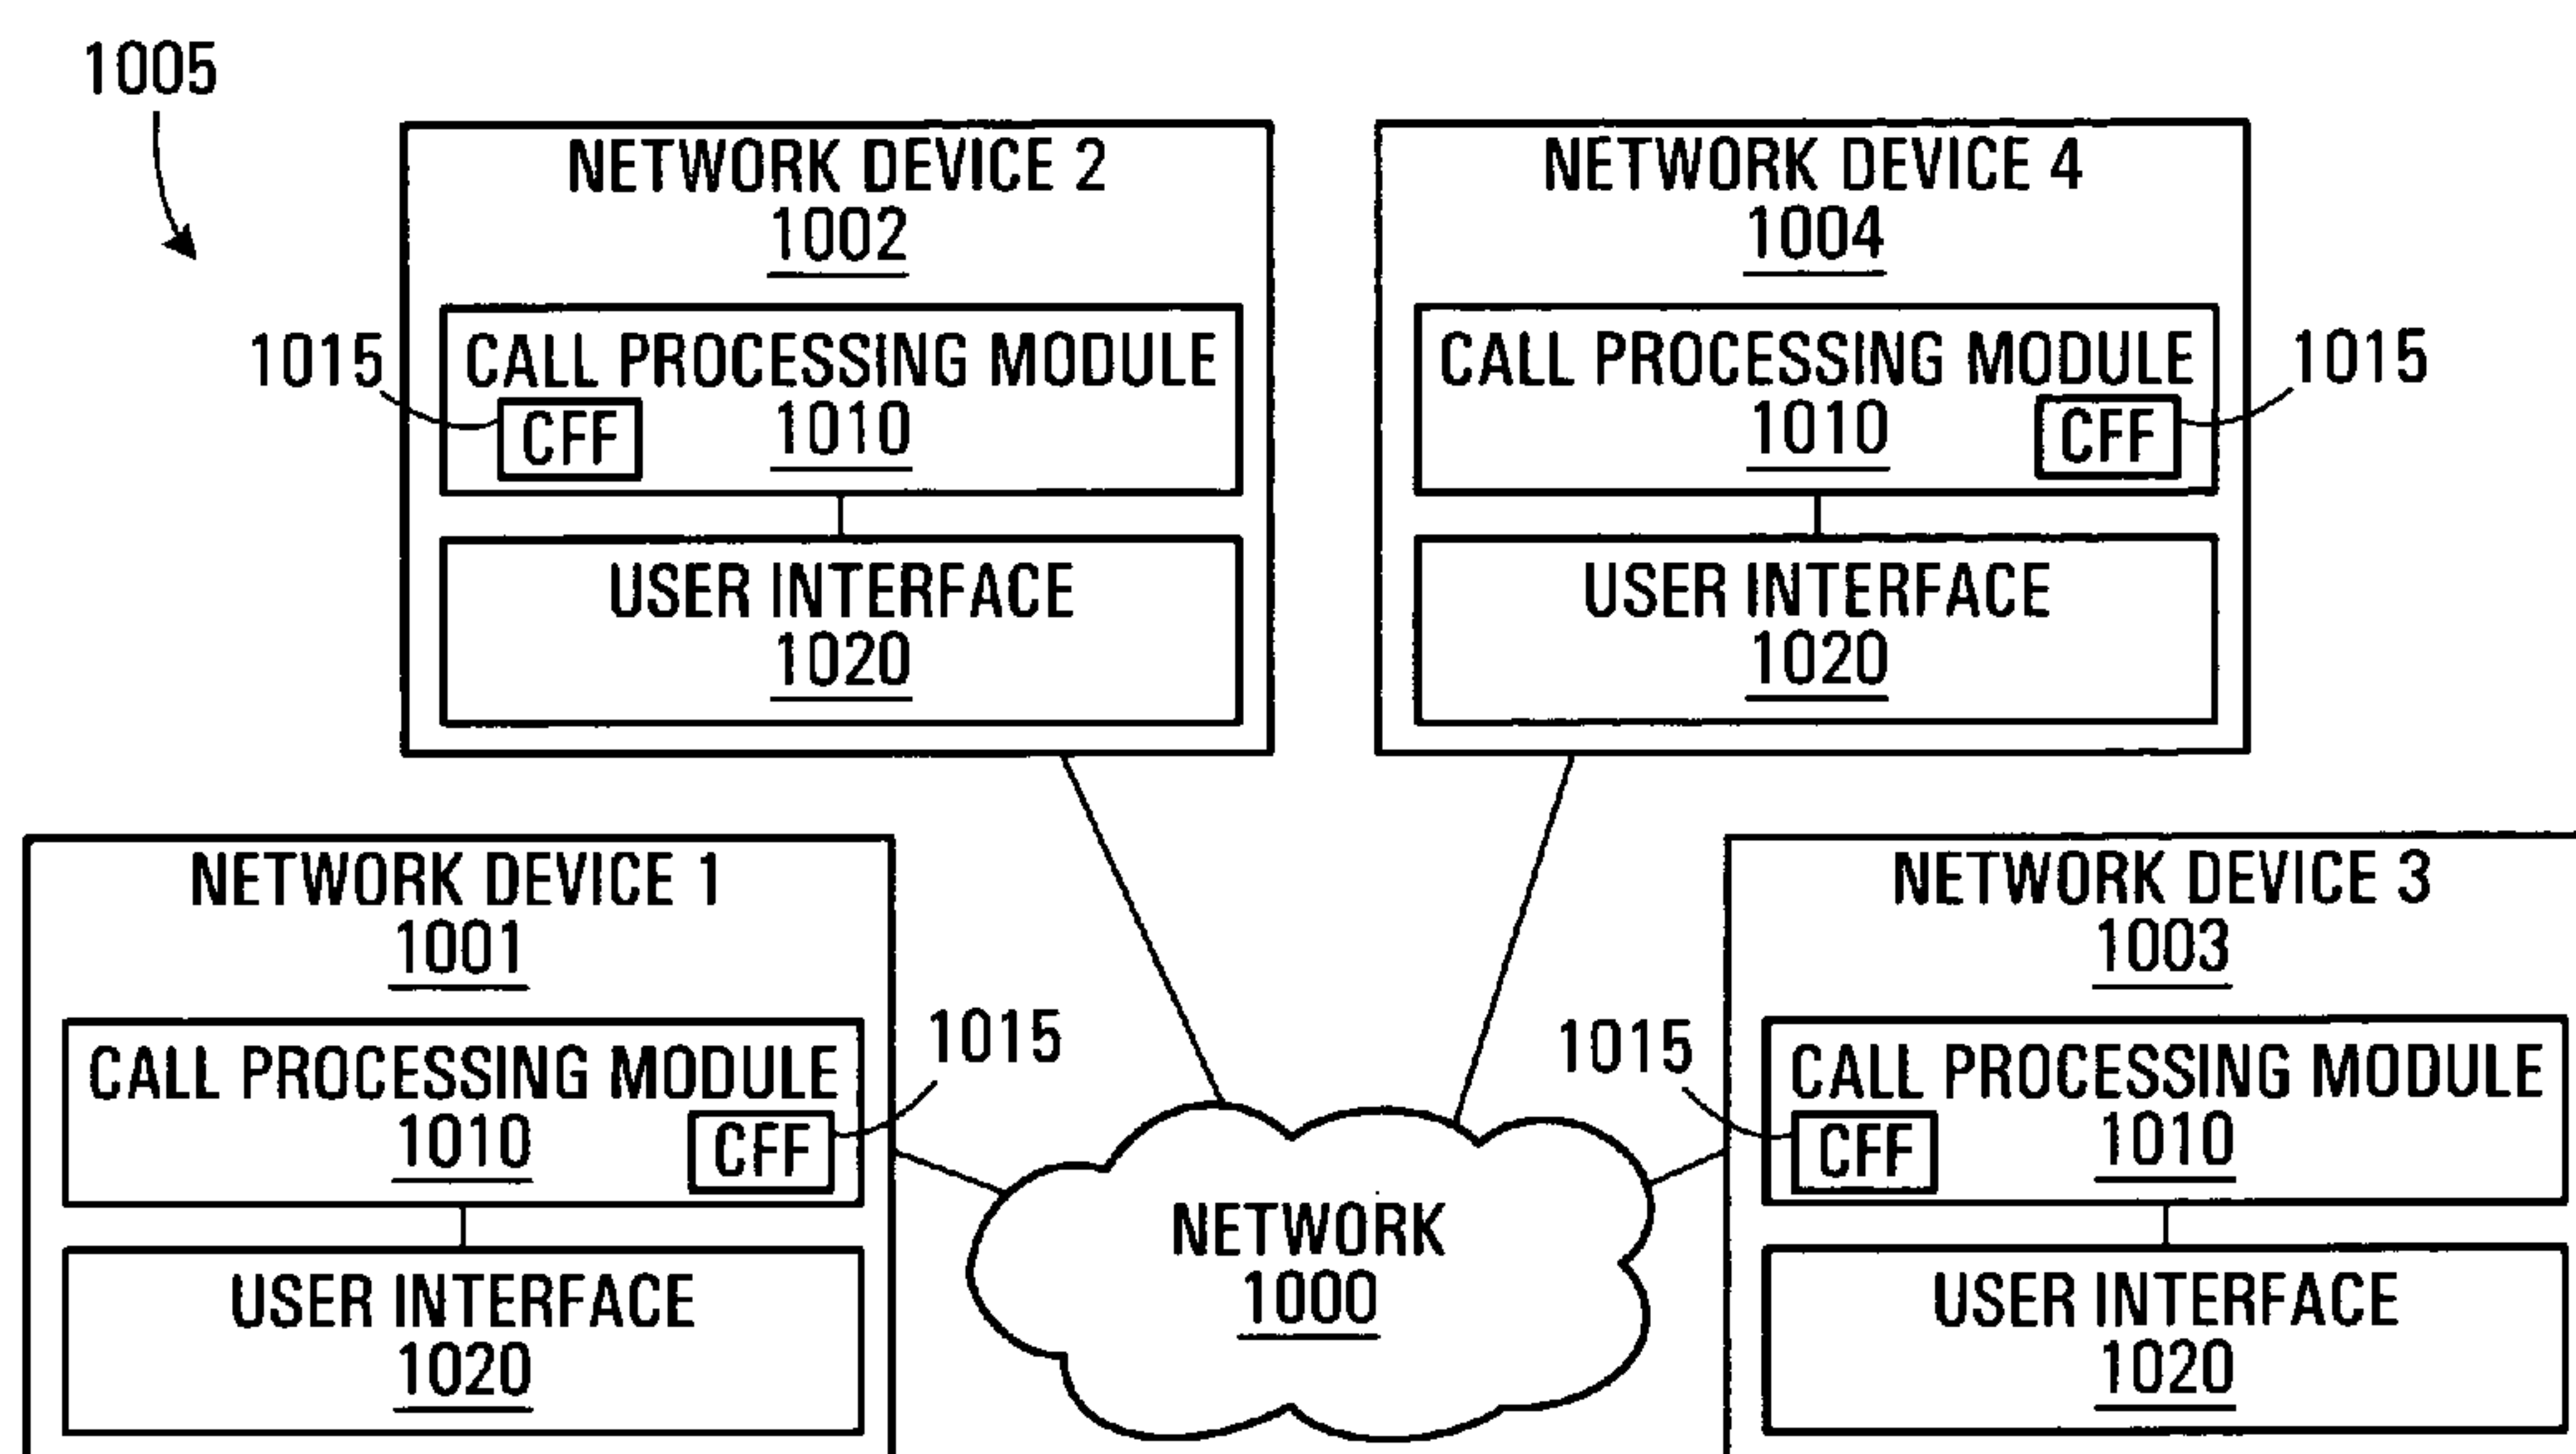 1005
NETWORK DEVICE 2
1002
1015
CALL PROCESSING MODULE
CFF
1010
USER INTERFACE
1020
NETWORK DEVICE 4
1004
CALL PROCESSING MODULE
1015
1010
CFF
USER INTERFACE
1020
NETWORK DEVICE 1
1001
1015
CALL PROCESSING MODULE
1010
CFF
USER INTERFACE
1020
NETWORK
1000
NETWORK DEVICE 3
1003
1015
CALL PROCESSING MODULE
CFF
1010
USER INTERFACE
1020